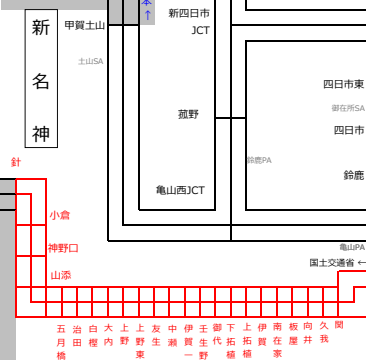 本
↑
新
名
神
甲賀土山
土山SA
新四日市
JCT
菰野
亀山西JCT
鈴鹿PA
四日市東
御在所SA
四日市
鈴鹿
亀山PA
国土交通省 ←
針
小倉
神野口
山添
五月橋
治田
白樫
大内
上野
上野東
友生
中瀬
伊賀一
壬生野
御代
下柘植
上柘植
伊賀
南在家
板屋
向井
久我
関